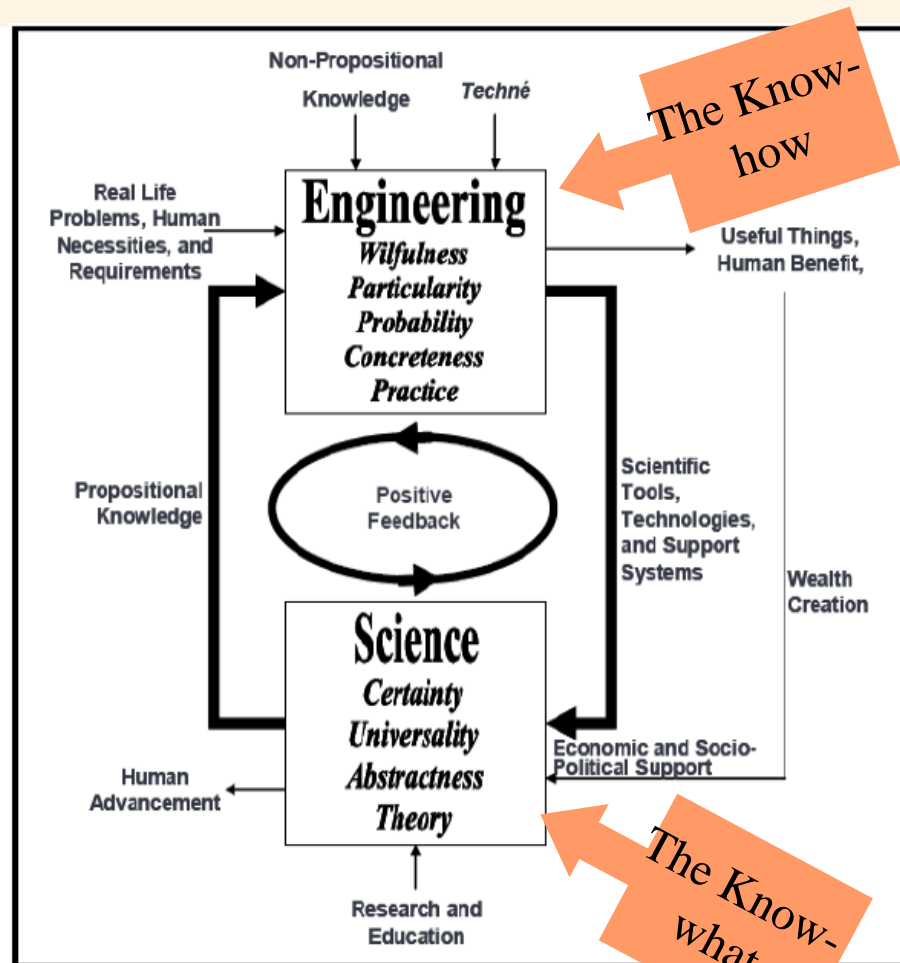 Non-Propositional
Knowledge
Techné
The Know-
how
Real Life
Problems, Human
Necessities, and
Requirements
Engineering
Wilfulness
Particularity
Probability
Concreteness
Practice
Useful Things,
Human Benefit,
Propositional
Knowledge
Positive
Feedback
Scientific
Tools,
Technologies,
and Support
Systems
Wealth
Creation
Science
Certainty
Universality
Abstractness
Theory
Economic and Socio-
Political Support
Human
Advancement
Research and
Education
The Know-
what